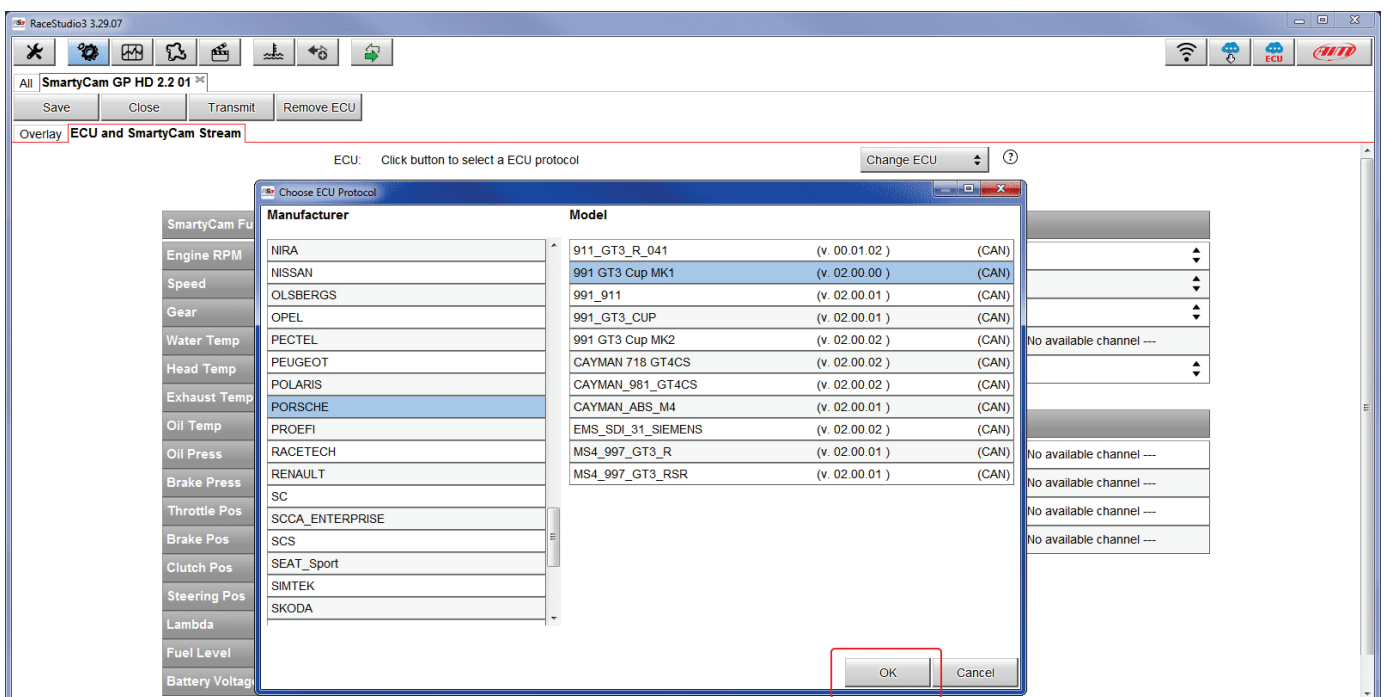 RaceStudio3 3.29.07
ECU
All SmartyCam GP HD 2.2 01
Save Close Transmit Remove ECU
Overlay ECU and SmartyCam Stream
ECU: Click button to select a ECU protocol Change ECU ?
Choose ECU Protocol
Manufacturer Model
SmartyCam Fu
NIRA 911_GT3_R_041 (v. 00.01.02 ) (CAN)
Engine RPM
NISSAN 991 GT3 Cup MK1 (v. 02.00.00 ) (CAN)
Speed
OLSBERGS 991_911 (v. 02.00.01 ) (CAN)
Gear
OPEL 991_GT3_CUP (v. 02.00.01 ) (CAN)
Water Temp
PECTEL 991 GT3 Cup MK2 (v. 02.00.02 ) (CAN)
No available channel ---
Head Temp
PEUGEOT CAYMAN 718 GT4CS (v. 02.00.02 ) (CAN)
POLARIS CAYMAN_981_GT4CS (v. 02.00.02 ) (CAN)
Exhaust Temp
PORSCHE CAYMAN_ABS_M4 (v. 02.00.01 ) (CAN)
Oil Temp
PROEFI EMS_SDI_31_SIEMENS (v. 02.00.02 ) (CAN)
Oil Press
RACETECH MS4_997_GT3_R (v. 02.00.01 ) (CAN)
No available channel ---
RENAULT MS4_997_GT3_RSR (v. 02.00.01 ) (CAN)
Brake Press
No available channel ---
SC
Throttle Pos
No available channel ---
SCCA_ENTERPRISE
Brake Pos
SCS
No available channel ---
Clutch Pos
SEAT_Sport
SIMTEK
Steering Pos
SKODA
Lambda
Fuel Level
Battery Voltag
OK Cancel